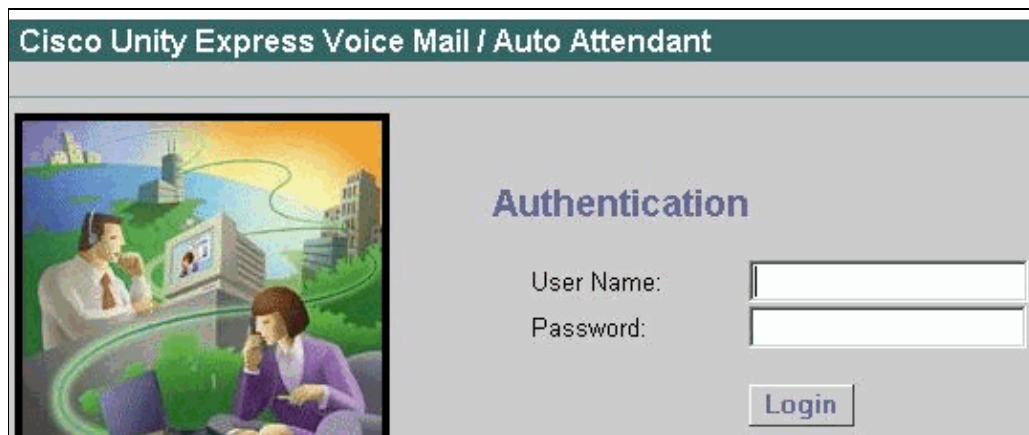 Cisco Unity Express Voice Mail / Auto Attendant
Authentication
User Name:
Password:
Login